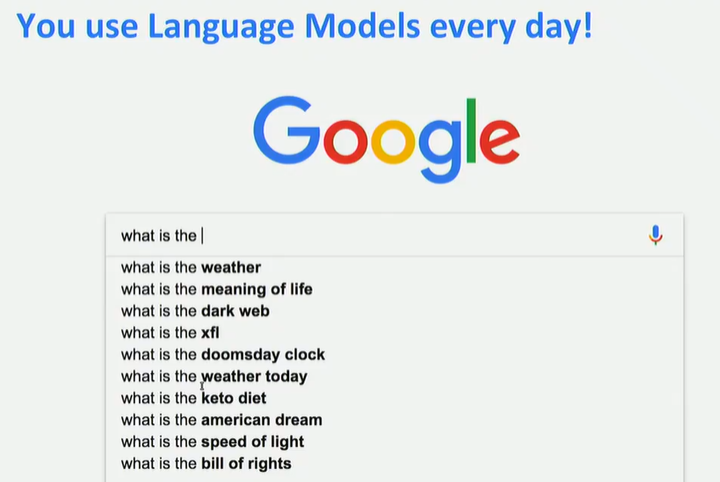 You use Language Models every day!
Google
what is the
what is the weather
what is the meaning of life
what is the dark web
what is the xfl
what is the doomsday clock
what is the weather today
what is the keto diet
what is the american dream
what is the speed of light
what is the bill of rights